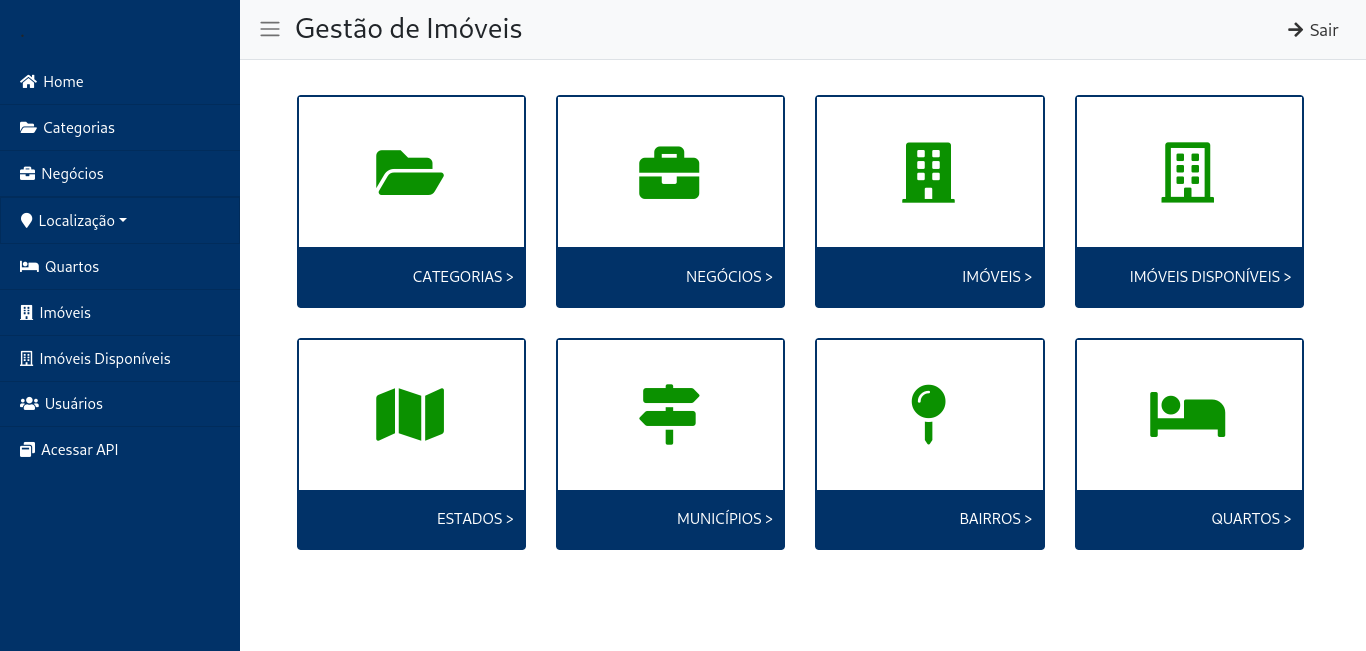 Gestão de Imóveis
Sair
Home
Categorias
Negócios
Localização
Quartos
Imóveis
Imóveis Disponíveis
Usuários
Acessar API
CATEGORIAS >
NEGÓCIOS >
IMÓVEIS >
IMÓVEIS DISPONÍVEIS >
ESTADOS >
MUNICÍPIOS >
BAIRROS >
QUARTOS >